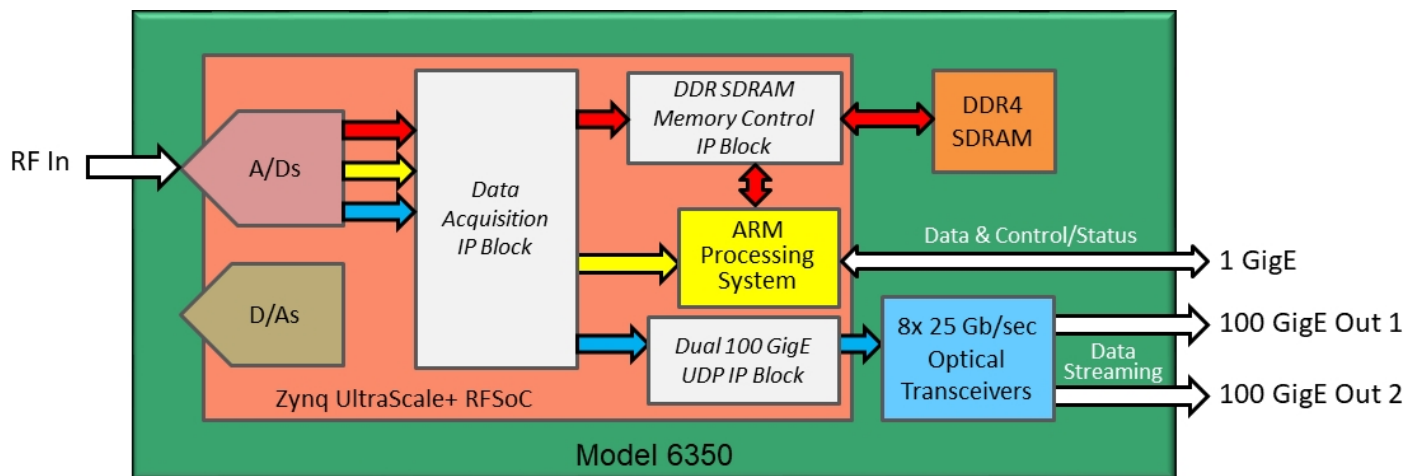 RF In
A/Ds
D/As
Data
Acquisition
IP Block
DDR SDRAM
Memory Control
IP Block
DDR4
SDRAM
ARM
Processing
System
Data & Control/Status
1 GigE
Dual 100 GigE
UDP IP Block
8x 25 Gb/sec
Optical
Transceivers
100 GigE Out 1
Data
Streaming
100 GigE Out 2
Zynq UltraScale+ RFSoC
Model 6350